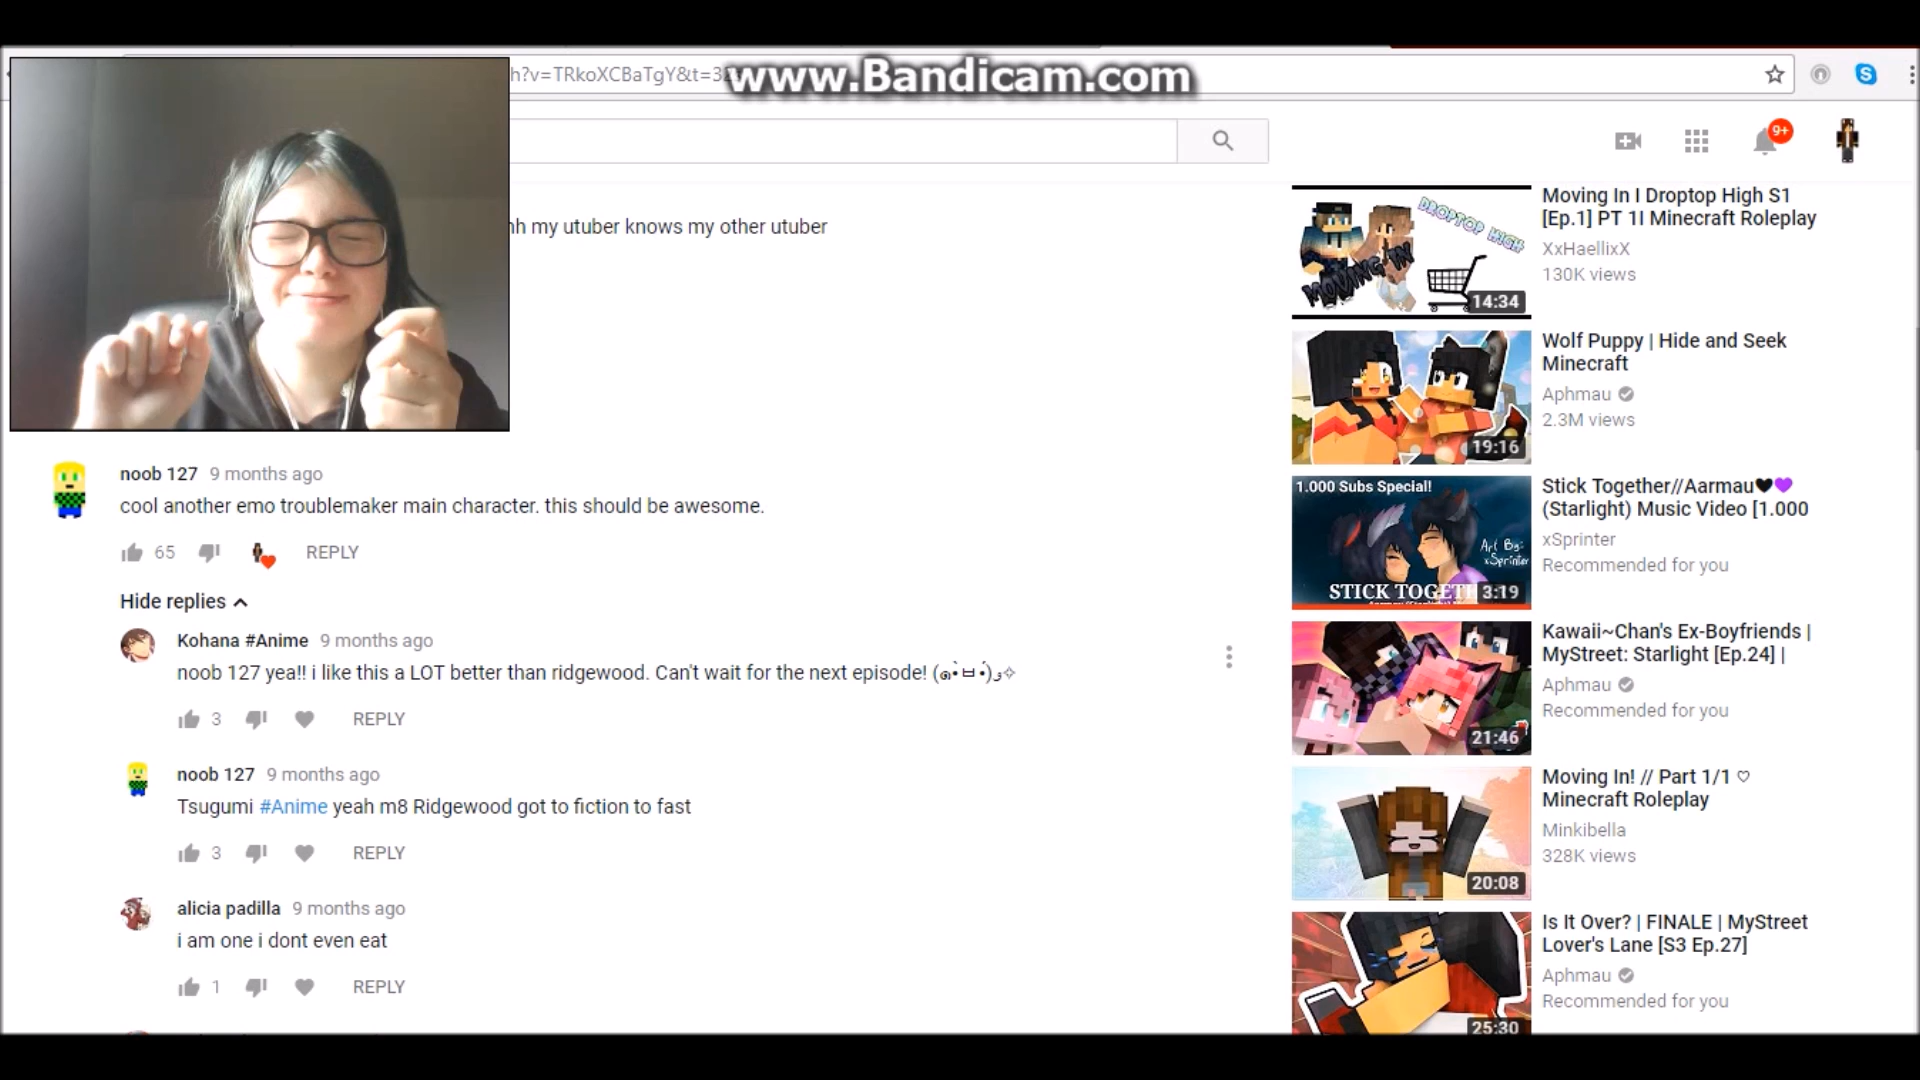 www.Bandicam.com
h?v=TRkoXCBaTgY&t=3
9+
my utuber knows my other utuber
noob 127 9 months ago
cool another emo troublemaker main character. this should be awesome.
65 REPLY
Hide replies
Kohana #Anime 9 months ago
noob 127 yea!! i like this a LOT better than ridgewood. Can't wait for the next episode! (๑•̀ㅂ•́)و✧
3 REPLY
noob 127 9 months ago
Tsugumi #Anime yeah m8 Ridgewood got to fiction to fast
3 REPLY
alicia padilla 9 months ago
i am one i dont even eat
1 REPLY
DROPTOP HIGH
MOVING IN
14:34
Moving In I Droptop High S1
[Ep.1] PT 1I Minecraft Roleplay
XxHaellixX
130K views
19:16
Wolf Puppy | Hide and Seek
Minecraft
Aphmau
2.3M views
1.000 Subs Special!
Art By:
xSprinter
STICK TOGET
3:19
Stick Together//Aarmau🖤💜
(Starlight) Music Video [1.000
xSprinter
Recommended for you
21:46
Kawaii~Chan's Ex-Boyfriends |
MyStreet: Starlight [Ep.24] |
Aphmau
Recommended for you
20:08
Moving In! // Part 1/1 ♡
Minecraft Roleplay
Minkibella
328K views
25:30
Is It Over? | FINALE | MyStreet
Lover's Lane [S3 Ep.27]
Aphmau
Recommended for you